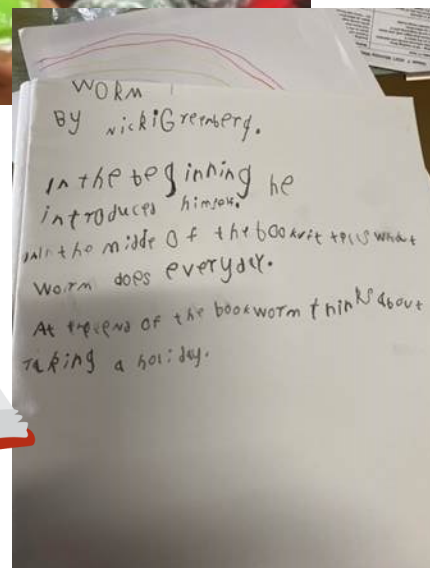 WORM
BY nickiGreenberg.
In the beginning he
introduces himself.
In the middle of the book it tells what
Worm does everyday.
At the end of the book worm thinks about
Taking a holiday.